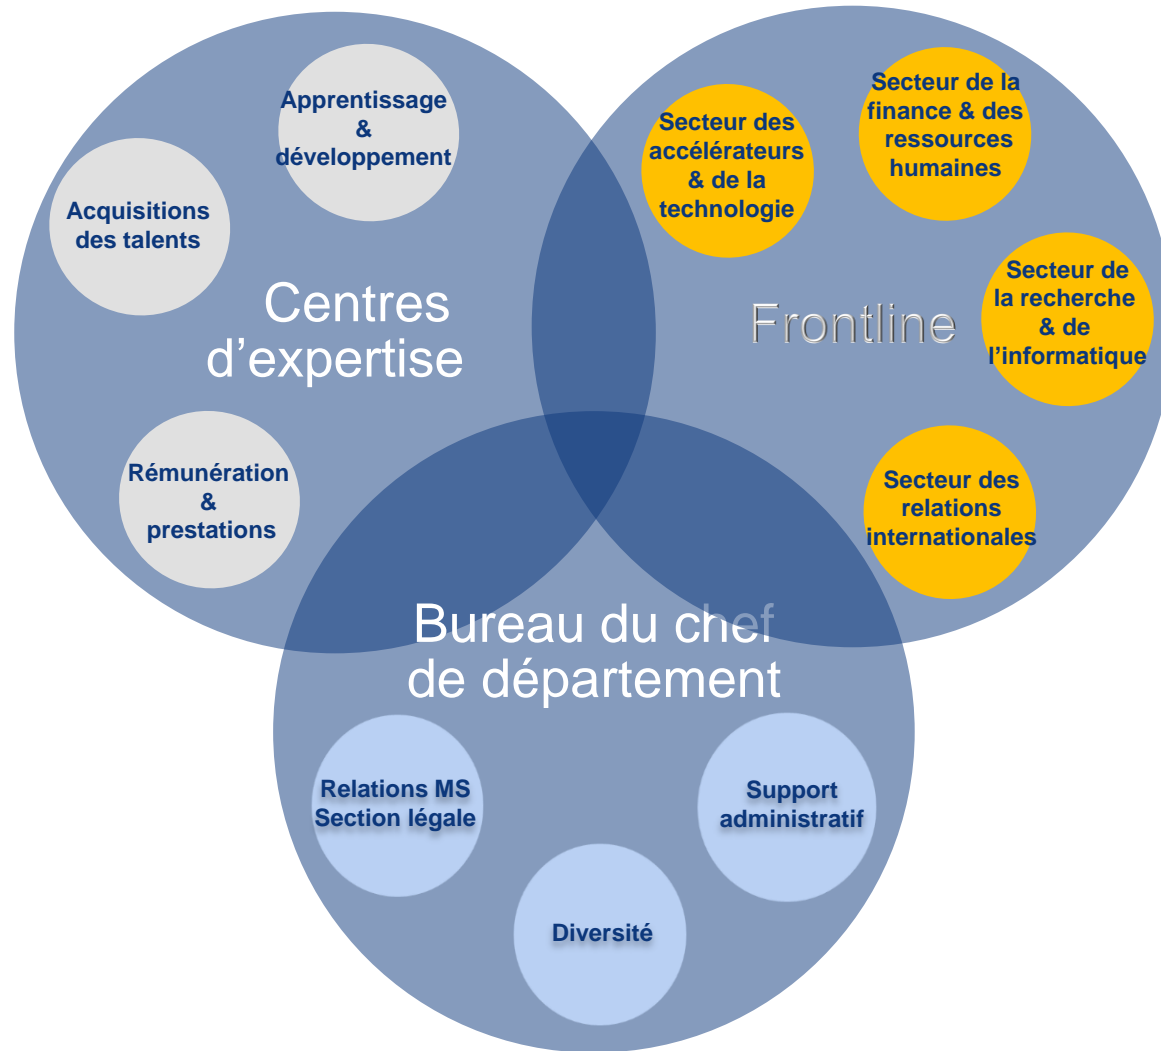 Apprentissage
&
développement
Acquisitions
des talents
Centres
d'expertise
Rémunération
&
prestations
Secteur des
accélérateurs
& de la
technologie
Secteur de la
finance & des
ressources
humaines
Frontline
Secteur de
la recherche
& de
l’informatique
Secteur des
relations
internationales
Bureau du chef
de département
Relations MS
Section légale
Support
administratif
Diversité